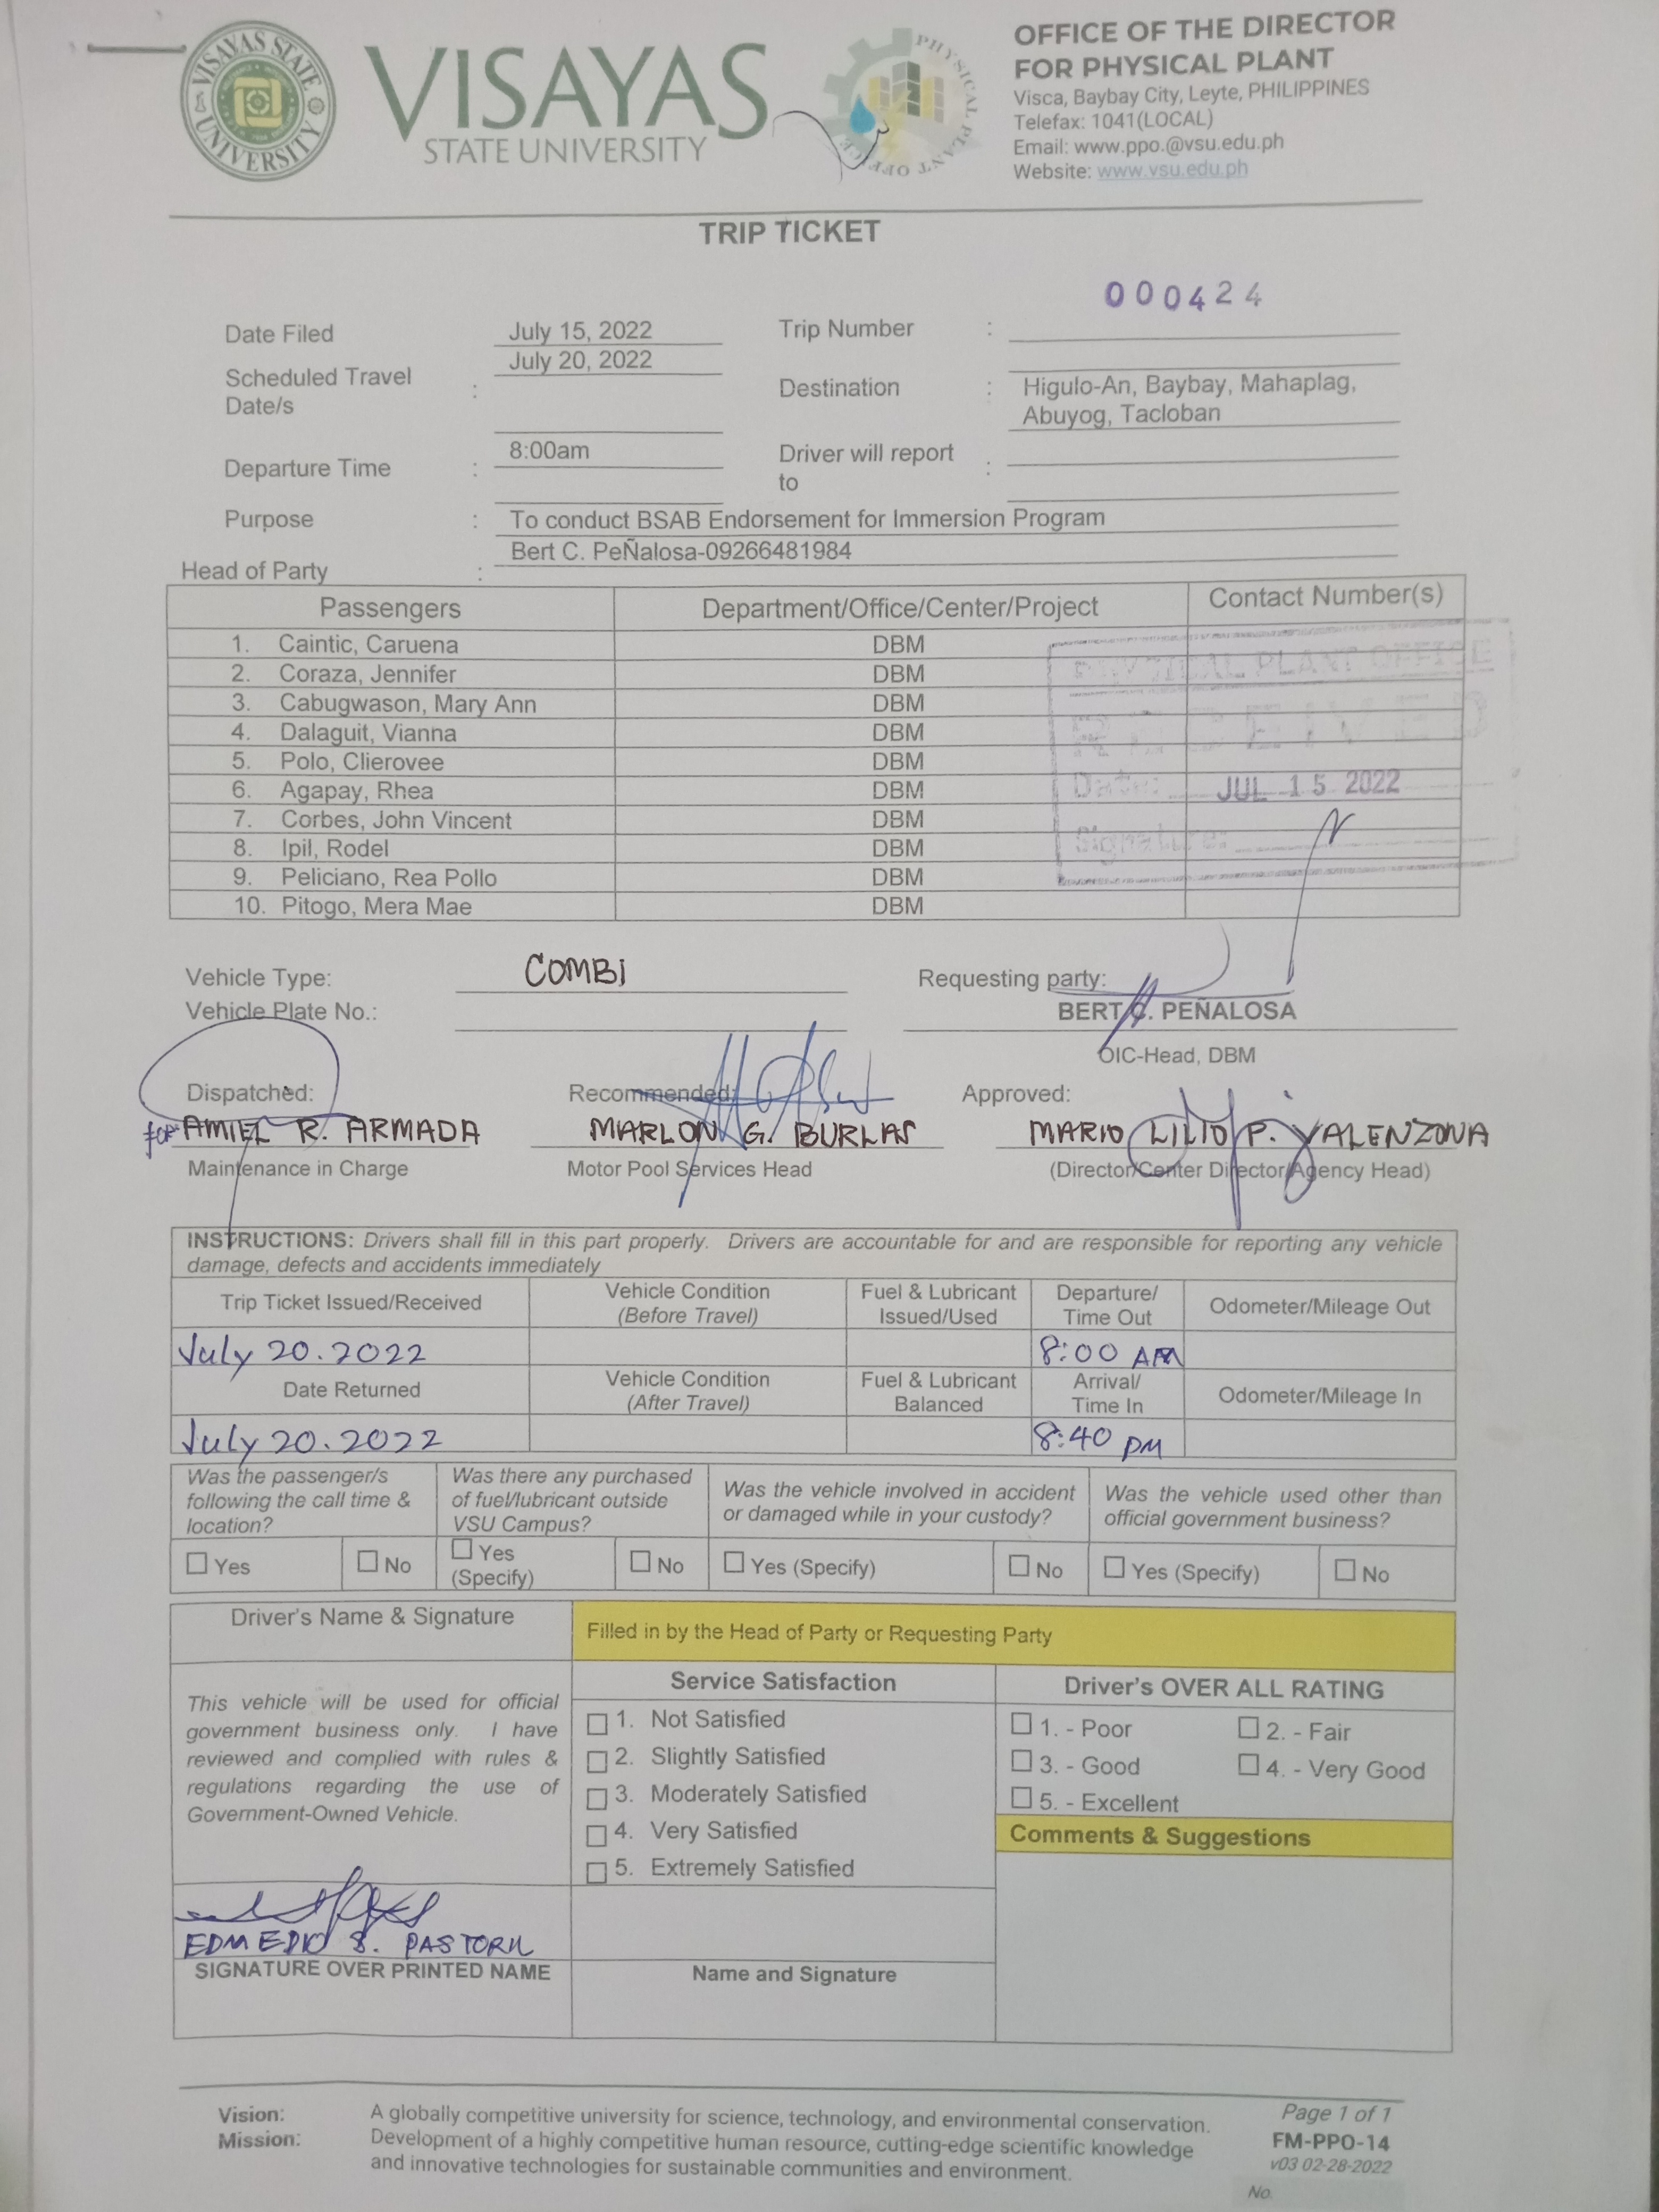 VISAYAS STATE UNIVERSITY
VISAYAS
STATE UNIVERSITY
PHYSICAL PLANT OFFICE
OFFICE OF THE DIRECTOR
FOR PHYSICAL PLANT
Visca, Baybay City, Leyte, PHILIPPINES
Telefax: 1041(LOCAL)
Email: www.ppo.@vsu.edu.ph
Website: www.vsu.edu.ph
TRIP TICKET
000424
Date Filed July 15, 2022 Trip Number :
Scheduled Travel Date/s : July 20, 2022 Destination : Higulo-An, Baybay, Mahaplag,
Abuyog, Tacloban
Departure Time : 8:00am Driver will report to :
Purpose : To conduct BSAB Endorsement for Immersion Program
Head of Party : Bert C. PeÑalosa-09266481984
Passengers Department/Office/Center/Project Contact Number(s)
1. Caintic, Caruena DBM
2. Coraza, Jennifer DBM
3. Cabugwason, Mary Ann DBM
4. Dalaguit, Vianna DBM
5. Polo, Clierovee DBM
6. Agapay, Rhea DBM
7. Corbes, John Vincent DBM
8. Ipil, Rodel DBM
9. Peliciano, Rea Pollo DBM
10. Pitogo, Mera Mae DBM
PHYSICAL PLANT OFFICE
RECEIVED
Date: JUL 15 2022
Signature:
Vehicle Type: COMBI Requesting party:
Vehicle Plate No.: BERT C. PEÑALOSA
OIC-Head, DBM
Dispatched: Recommended: Approved:
for AMIEL R. ARMADA MARLON G. BURLAS MARIO LILIO P. VALENZONA
Maintenance in Charge Motor Pool Services Head (Director/Center Director/Agency Head)
INSTRUCTIONS: Drivers shall fill in this part properly. Drivers are accountable for and are responsible for reporting any vehicle
damage, defects and accidents immediately
Trip Ticket Issued/Received Vehicle Condition (Before Travel) Fuel & Lubricant Issued/Used Departure/ Time Out Odometer/Mileage Out
July 20.2022 8:00 AM
Date Returned Vehicle Condition (After Travel) Fuel & Lubricant Balanced Arrival/ Time In Odometer/Mileage In
July 20.2022 8:40 PM
Was the passenger/s following the call time & location? Was there any purchased of fuel/lubricant outside VSU Campus? Was the vehicle involved in accident or damaged while in your custody? Was the vehicle used other than official government business?
Yes No Yes (Specify) No Yes (Specify) No Yes (Specify) No
Driver's Name & Signature Filled in by the Head of Party or Requesting Party
This vehicle will be used for official
government business only. I have
reviewed and complied with rules &
regulations regarding the use of
Government-Owned Vehicle.
Service Satisfaction
1. Not Satisfied
2. Slightly Satisfied
3. Moderately Satisfied
4. Very Satisfied
5. Extremely Satisfied
Driver's OVER ALL RATING
1. - Poor 2. - Fair
3. - Good 4. - Very Good
5. - Excellent
Comments & Suggestions
EDMEDIO S. PASTORIL
SIGNATURE OVER PRINTED NAME Name and Signature
Vision: A globally competitive university for science, technology, and environmental conservation.
Mission: Development of a highly competitive human resource, cutting-edge scientific knowledge
and innovative technologies for sustainable communities and environment.
Page 1 of 1
FM-PPO-14
v03 02-28-2022
No.